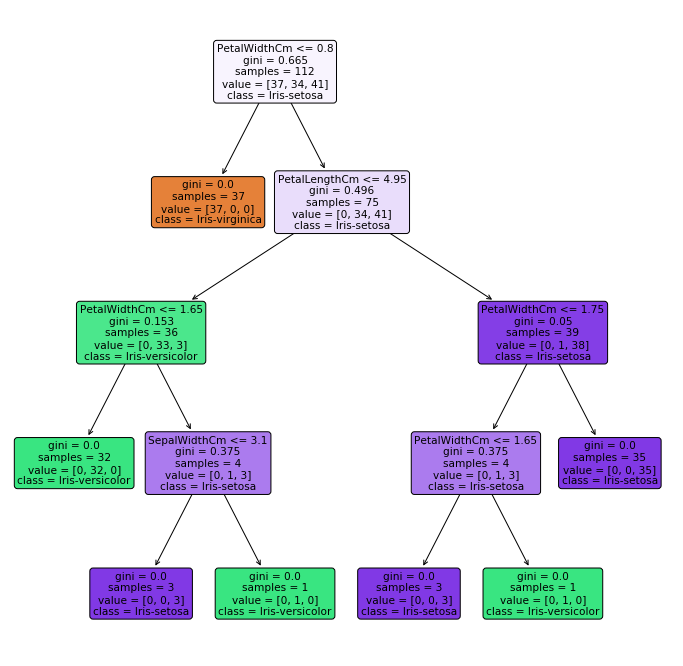 PetalWidthCm <= 0.8
gini = 0.665
samples = 112
value = [37, 34, 41]
class = Iris-setosa
gini = 0.0
samples = 37
value = [37, 0, 0]
class = Iris-virginica
PetalLengthCm <= 4.95
gini = 0.496
samples = 75
value = [0, 34, 41]
class = Iris-setosa
PetalWidthCm <= 1.65
gini = 0.153
samples = 36
value = [0, 33, 3]
class = Iris-versicolor
PetalWidthCm <= 1.75
gini = 0.05
samples = 39
value = [0, 1, 38]
class = Iris-setosa
gini = 0.0
samples = 32
value = [0, 32, 0]
class = Iris-versicolor
SepalWidthCm <= 3.1
gini = 0.375
samples = 4
value = [0, 1, 3]
class = Iris-setosa
PetalWidthCm <= 1.65
gini = 0.375
samples = 4
value = [0, 1, 3]
class = Iris-setosa
gini = 0.0
samples = 35
value = [0, 0, 35]
class = Iris-setosa
gini = 0.0
samples = 3
value = [0, 0, 3]
class = Iris-setosa
gini = 0.0
samples = 1
value = [0, 1, 0]
class = Iris-versicolor
gini = 0.0
samples = 3
value = [0, 0, 3]
class = Iris-setosa
gini = 0.0
samples = 1
value = [0, 1, 0]
class = Iris-versicolor